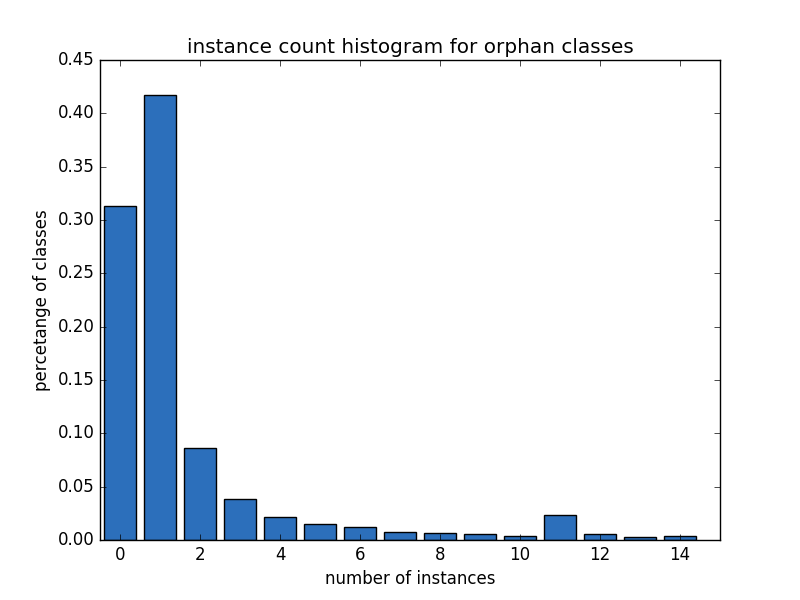 instance count histogram for orphan classes
0.45
0.40
0.35
0.30
0.25
0.20
0.15
0.10
0.05
0.00
percetange of classes
0 2 4 6 8 10 12 14
number of instances